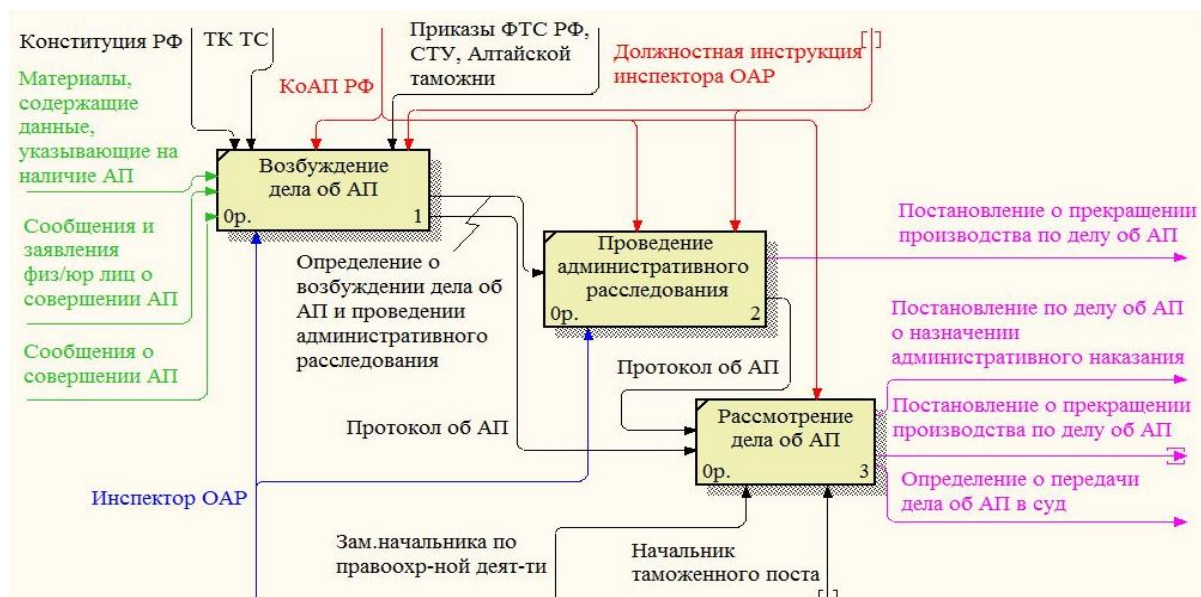 Конституция РФ
ТК ТС
Приказы ФТС РФ,
СТУ, Алтайской
таможни
КоАП РФ
Должностная инструкция
инспектора ОАР
Материалы,
содержащие
данные,
указывающие на
наличие АП
Сообщения и
заявления
физ/юр лиц о
совершении АП
Сообщения о
совершении АП
Возбуждение
дела об АП
0р.
1
Определение о
возбуждении дела об
АП и проведении
административного
расследования
Проведение
административного
расследования
0р.
2
Постановление о прекращении
производства по делу об АП
Протокол об АП
Протокол об АП
Рассмотрение
дела об АП
0р.
3
Постановление по делу об АП
о назначении
административного наказания
Постановление о прекращении
производства по делу об АП
Определение о передачи
дела об АП в суд
Инспектор ОАР
Зам.начальника по
правоохр-ной деят-ти
Начальник
таможенного поста